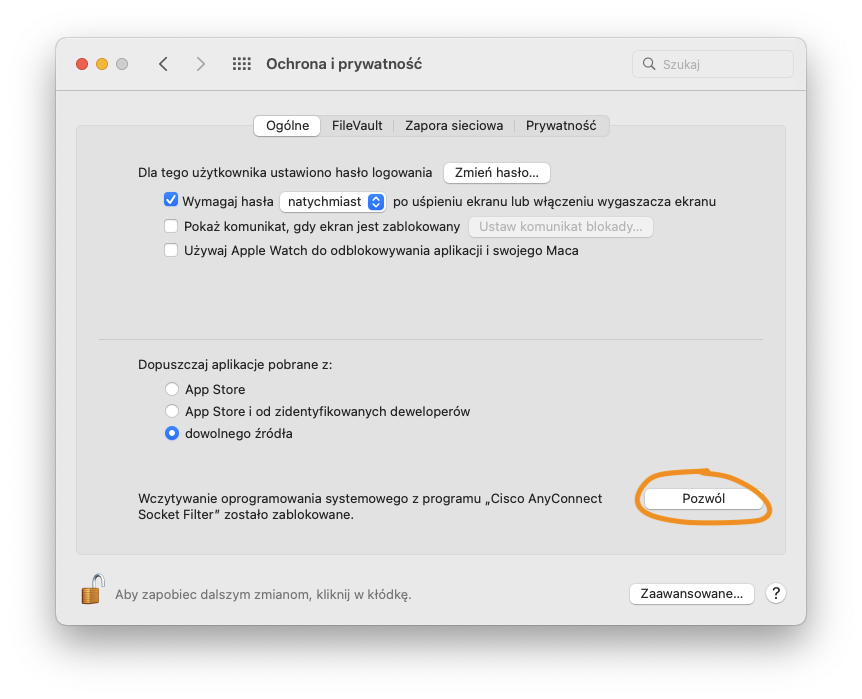 Ochrona i prywatność
Szukaj
Ogólne FileVault Zapora sieciowa Prywatność
Dla tego użytkownika ustawiono hasło logowania Zmień hasło...
Wymagaj hasła natychmiast po uśpieniu ekranu lub włączeniu wygaszacza ekranu
Pokaż komunikat, gdy ekran jest zablokowany Ustaw komunikat blokady...
Używaj Apple Watch do odblokowywania aplikacji i swojego Maca
Dopuszczaj aplikacje pobrane z:
App Store
App Store i od zidentyfikowanych deweloperów
dowolnego źródła
Wczytywanie oprogramowania systemowego z programu „Cisco AnyConnect
Socket Filter” zostało zablokowane.
Pozwól
Aby zapobiec dalszym zmianom, kliknij w kłódkę.
Zaawansowane... ?